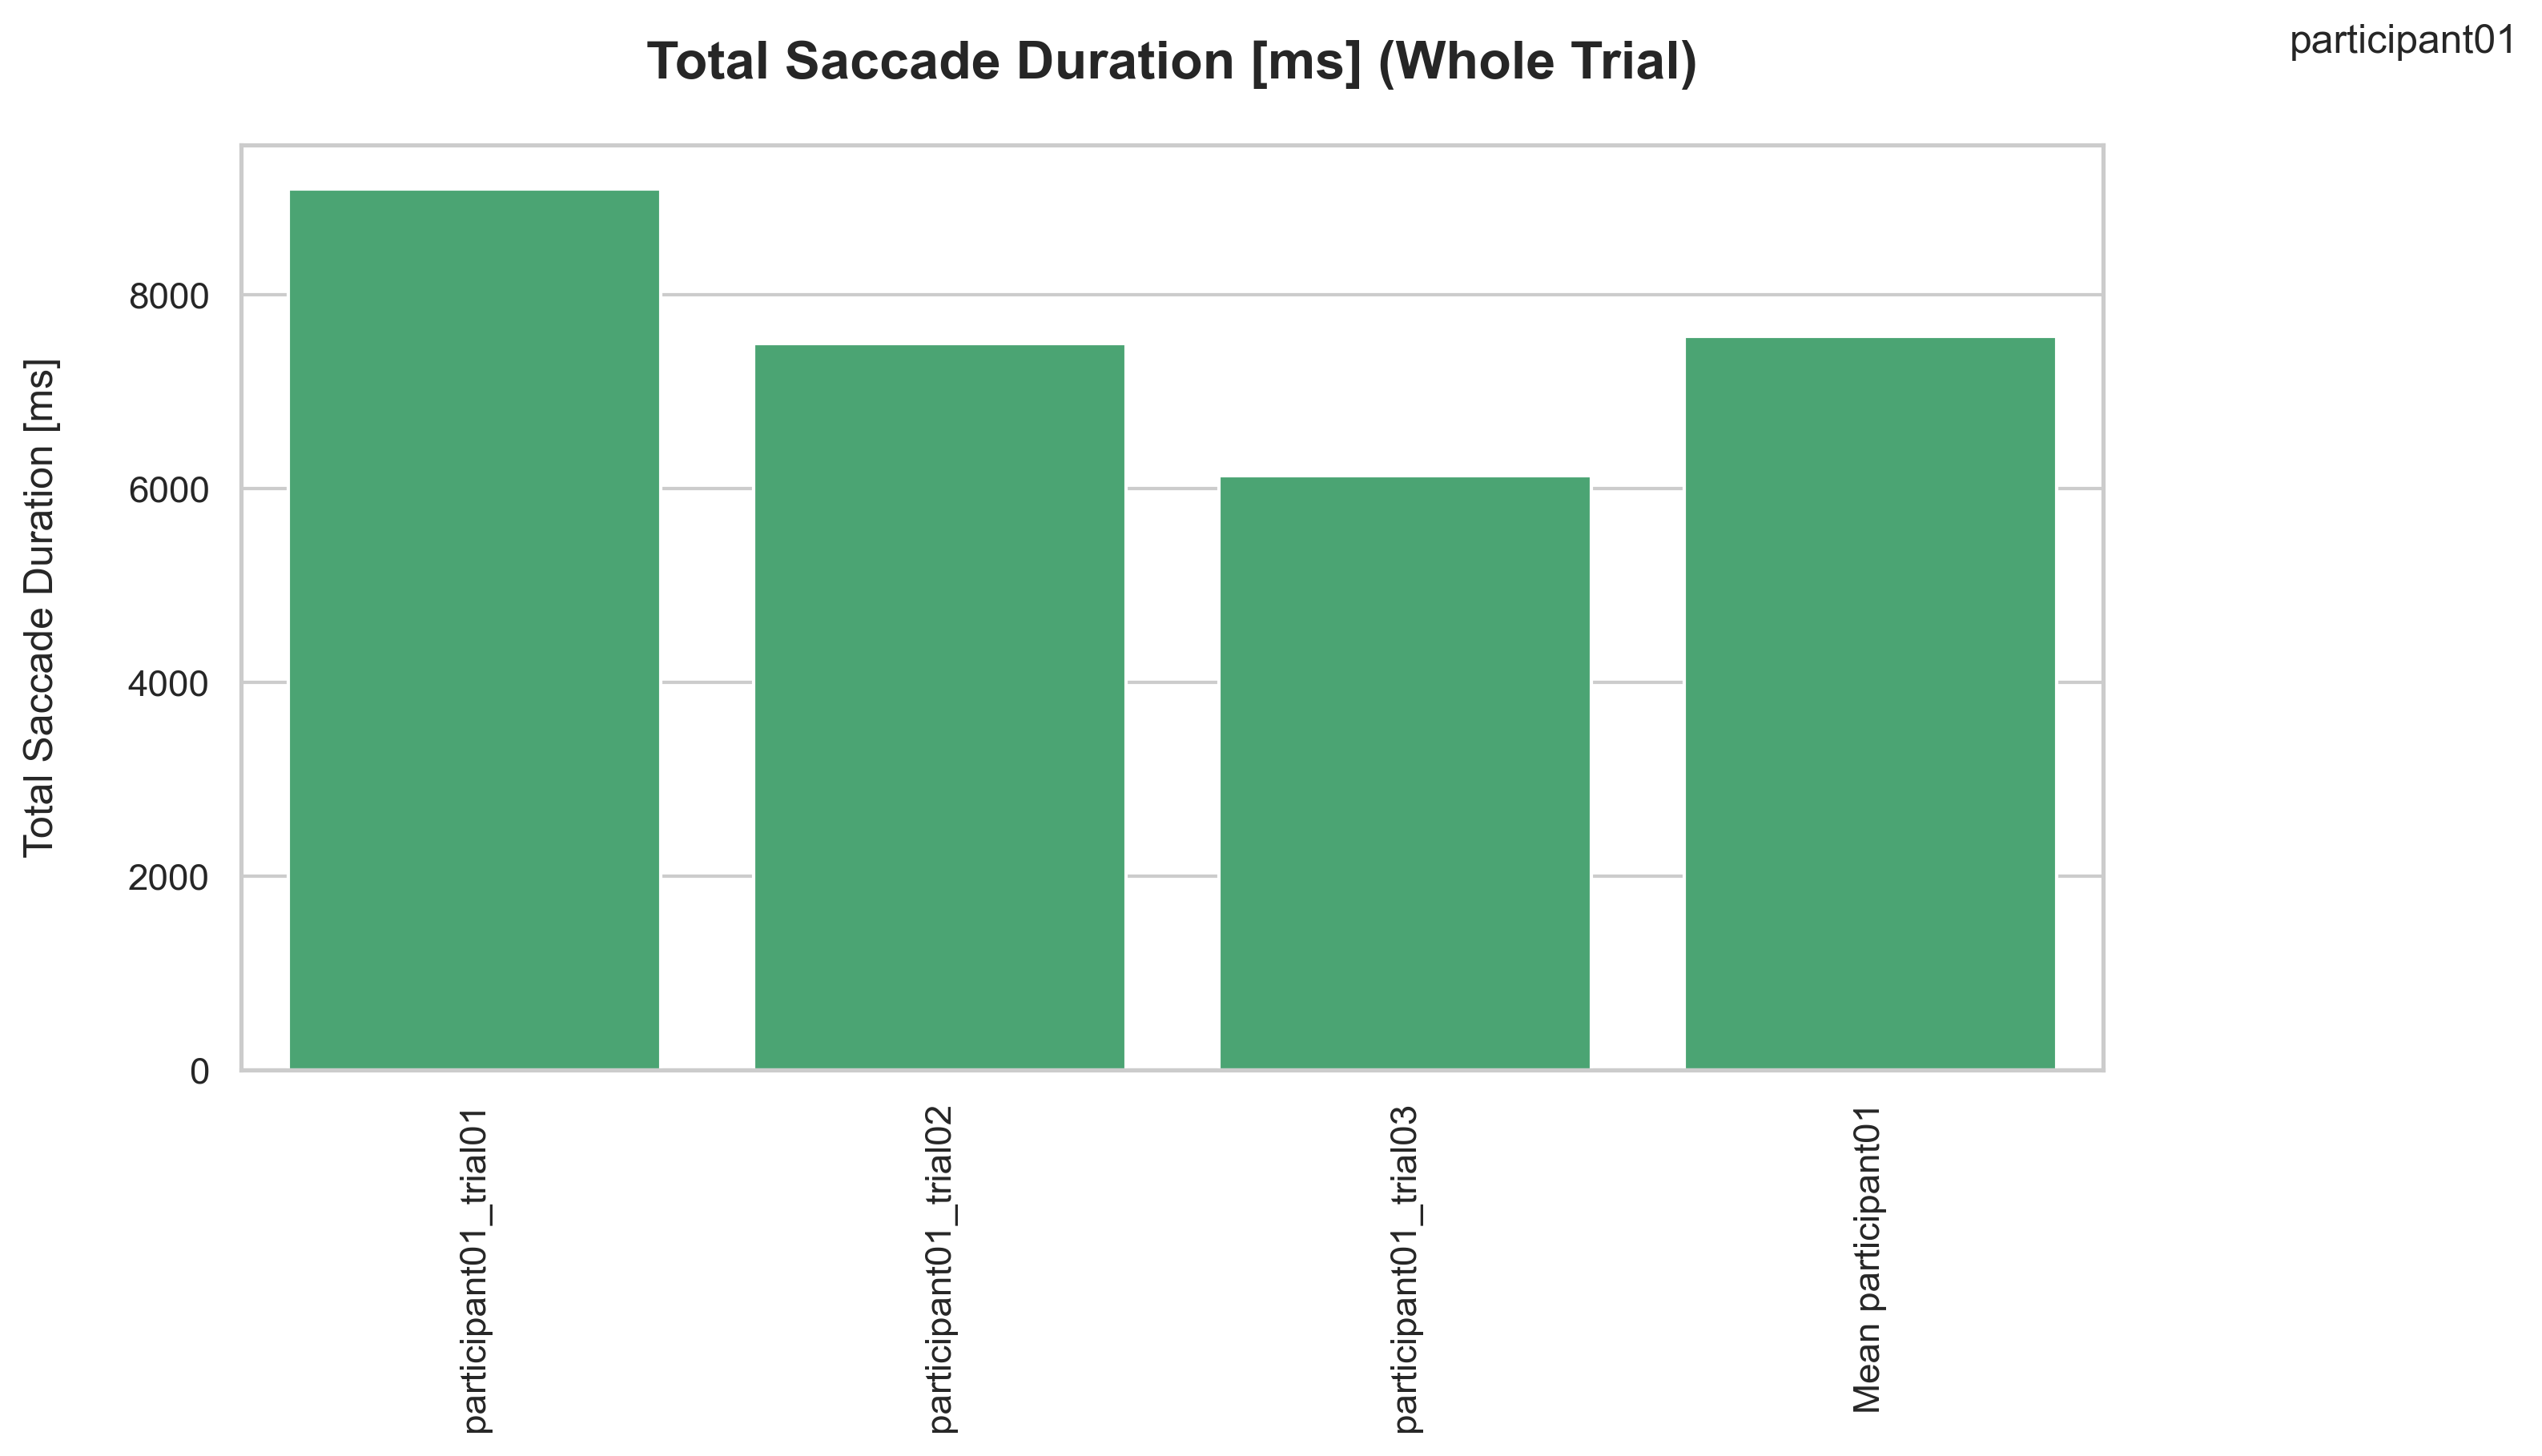 participant01
Total Saccade Duration [ms] (Whole Trial)
Total Saccade Duration [ms]
8000
6000
4000
2000
0
participant01_trial01
participant01_trial02
participant01_trial03
Mean participant01